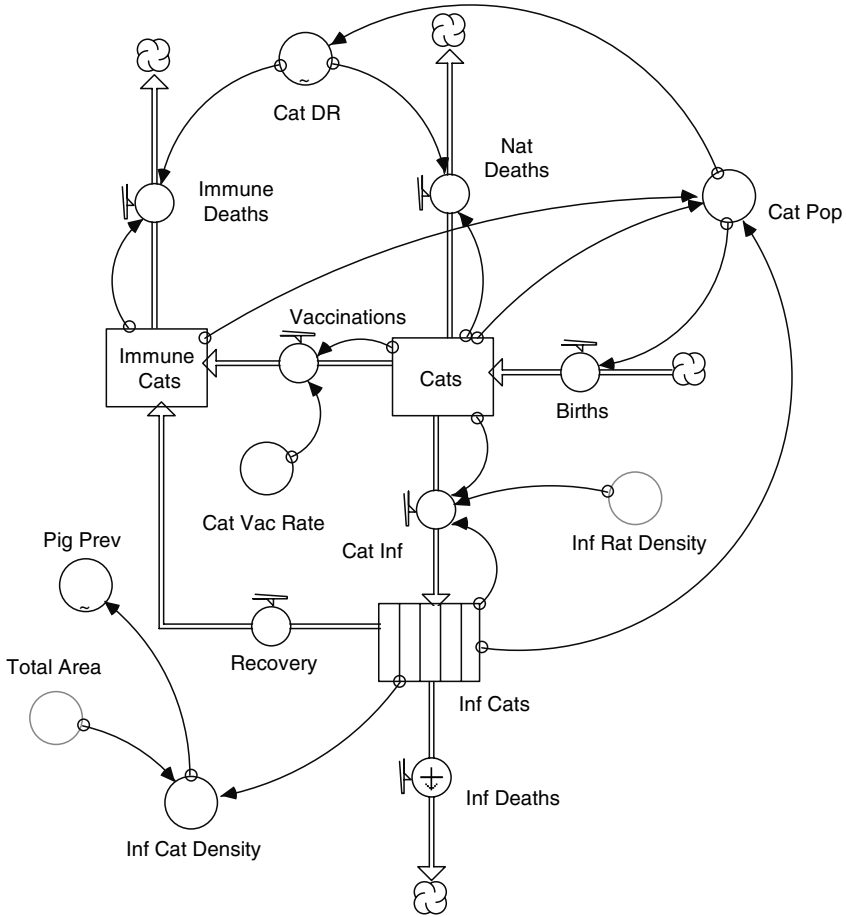 Cat DR
Nat
Deaths
Immune
Deaths
Cat Pop
Vaccinations
Immune
Cats
Cats
Births
Cat Vac Rate
Inf Rat Density
Pig Prev
Cat Inf
Total Area
Recovery
Inf Cats
Inf Deaths
Inf Cat Density